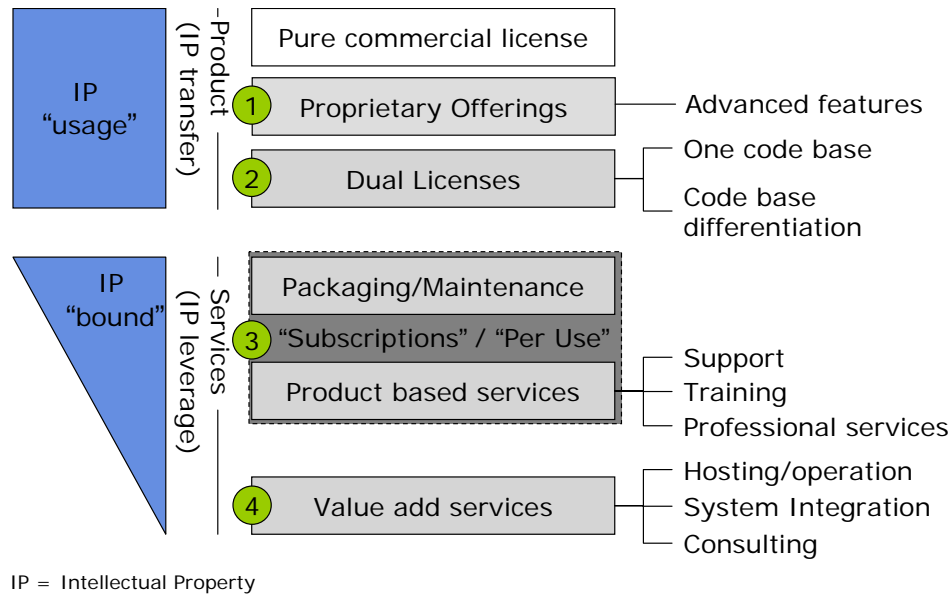 IP
“usage”
Product
(IP transfer)
Pure commercial license
1
Proprietary Offerings
Advanced features
2
Dual Licenses
One code base
Code base
differentiation
IP
“bound”
Services
(IP leverage)
Packaging/Maintenance
3
“Subscriptions” / “Per Use”
Product based services
Support
Training
Professional services
4
Value add services
Hosting/operation
System Integration
Consulting
IP = Intellectual Property